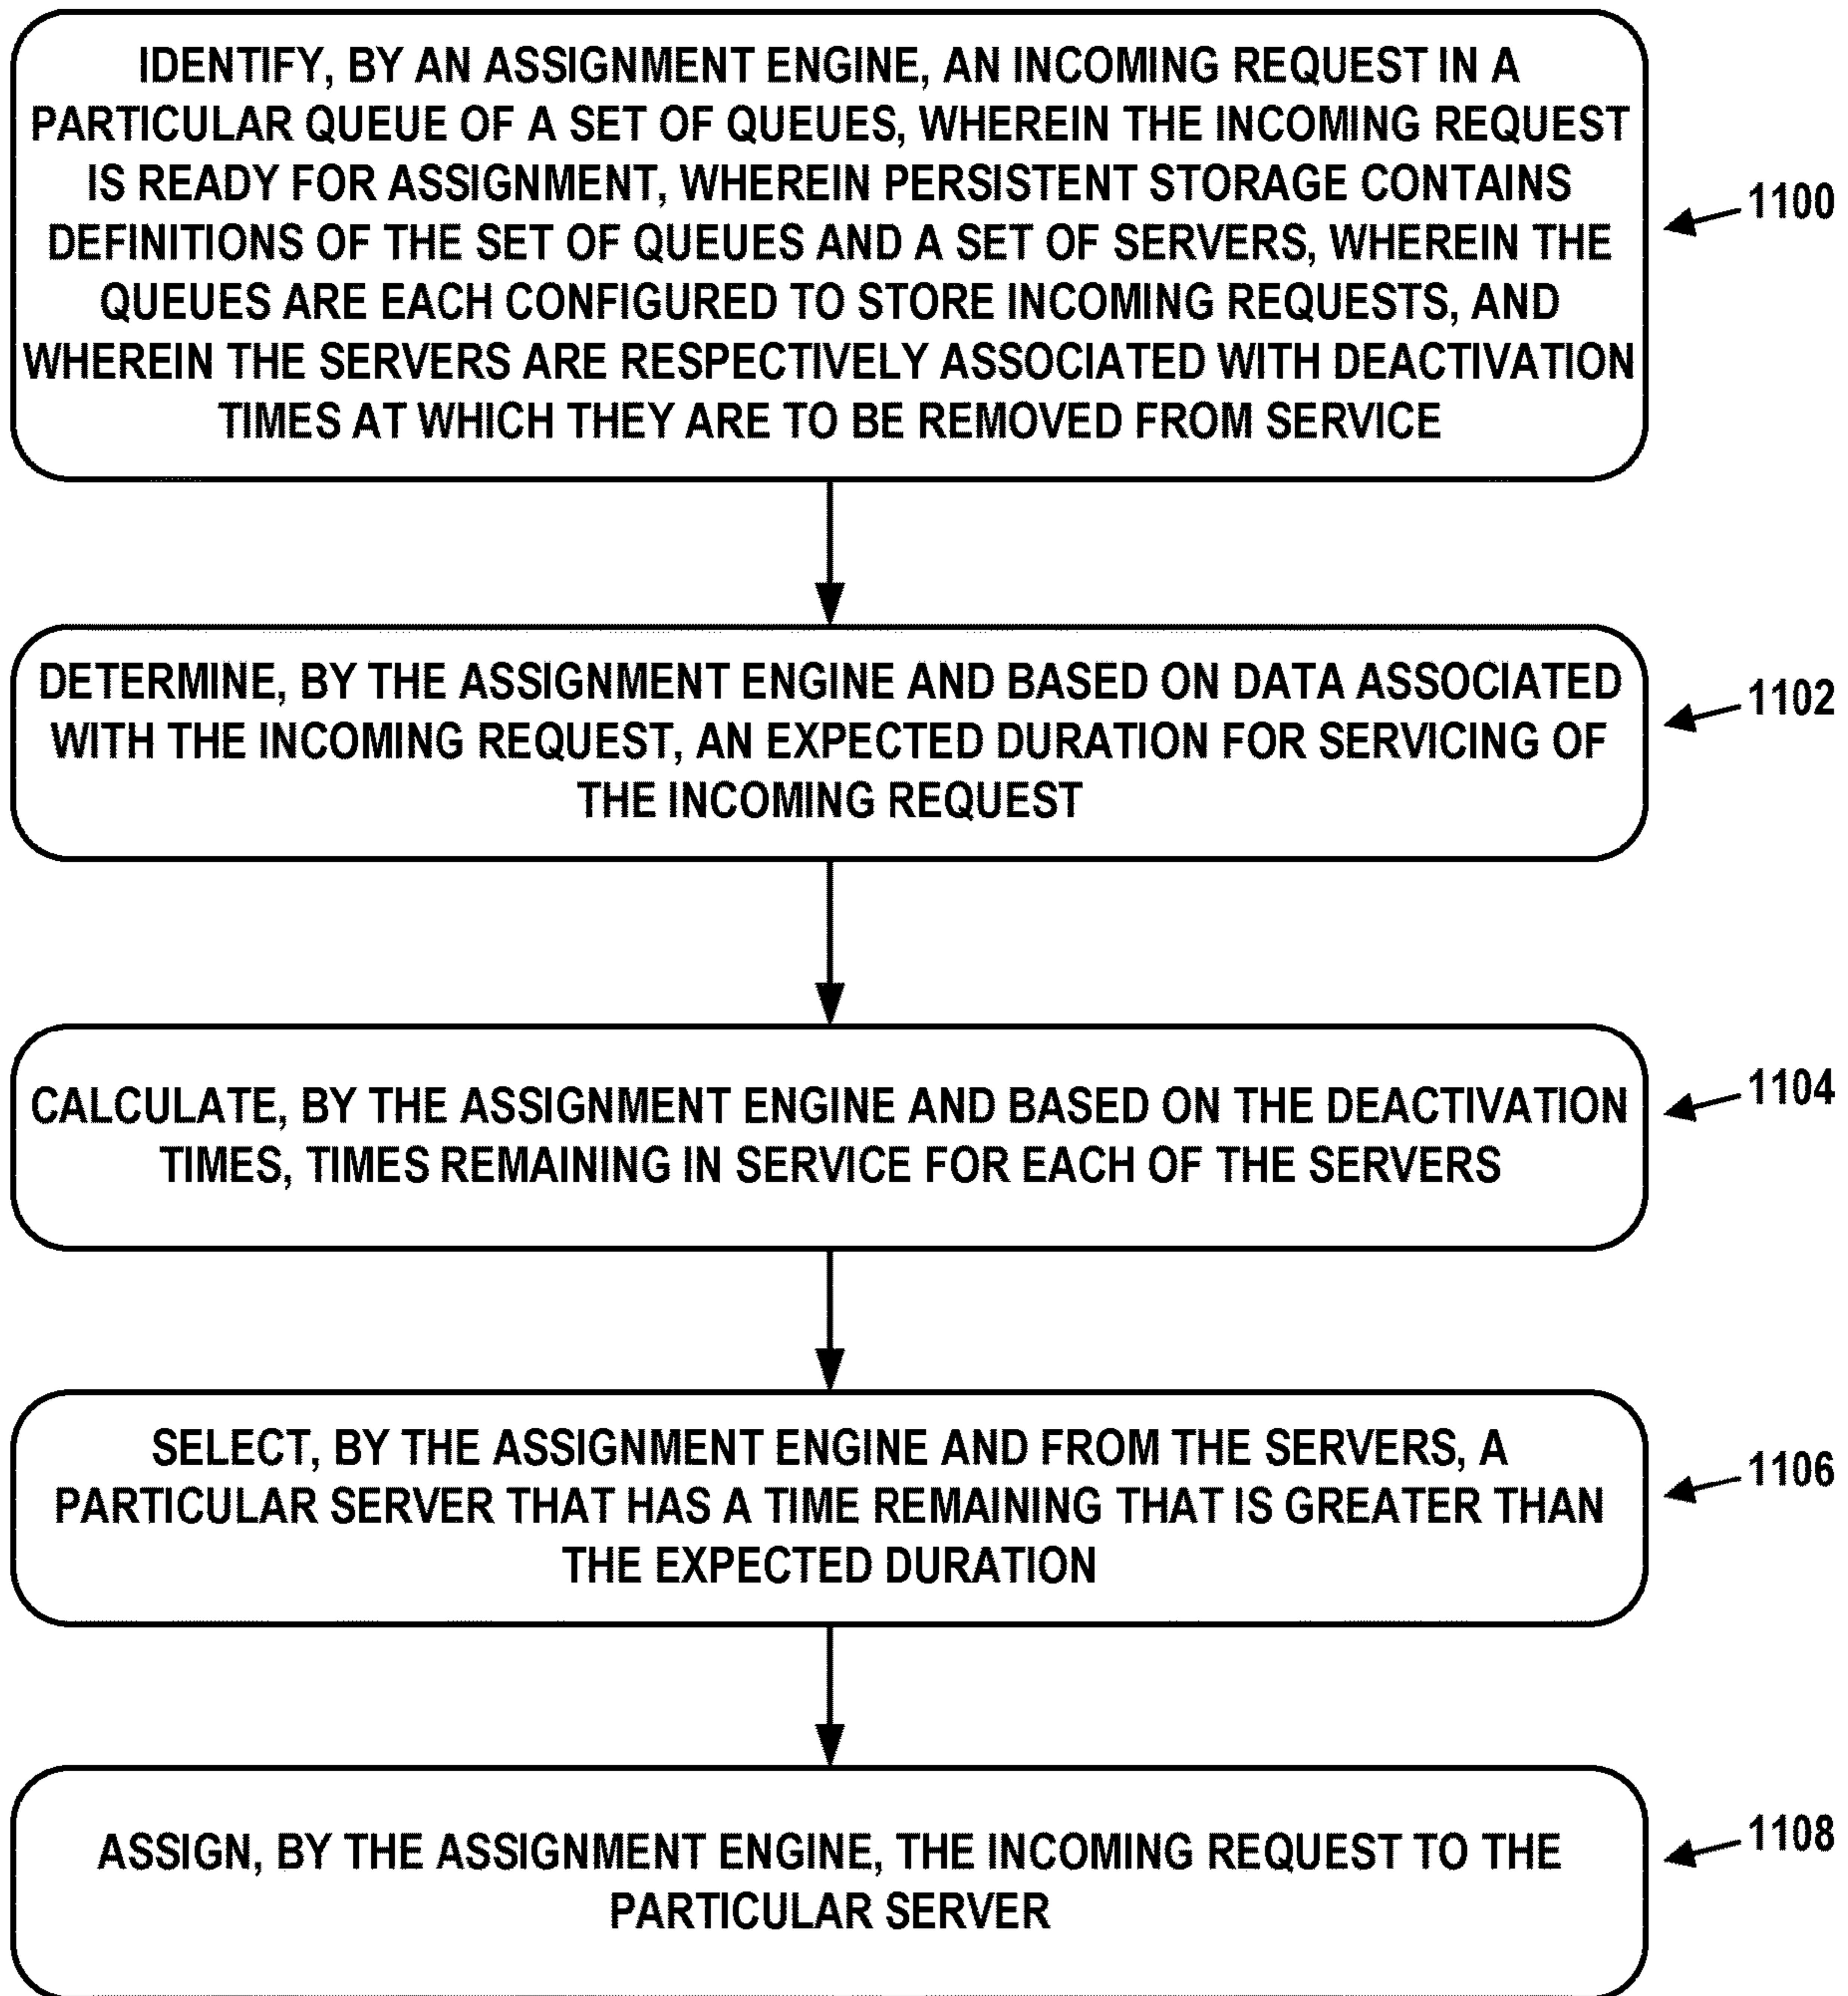 IDENTIFY, BY AN ASSIGNMENT ENGINE, AN INCOMING REQUEST IN A
PARTICULAR QUEUE OF A SET OF QUEUES, WHEREIN THE INCOMING REQUEST
IS READY FOR ASSIGNMENT, WHEREIN PERSISTENT STORAGE CONTAINS
DEFINITIONS OF THE SET OF QUEUES AND A SET OF SERVERS, WHEREIN THE
QUEUES ARE EACH CONFIGURED TO STORE INCOMING REQUESTS, AND
WHEREIN THE SERVERS ARE RESPECTIVELY ASSOCIATED WITH DEACTIVATION
TIMES AT WHICH THEY ARE TO BE REMOVED FROM SERVICE
1100
DETERMINE, BY THE ASSIGNMENT ENGINE AND BASED ON DATA ASSOCIATED
WITH THE INCOMING REQUEST, AN EXPECTED DURATION FOR SERVICING OF
THE INCOMING REQUEST
1102
CALCULATE, BY THE ASSIGNMENT ENGINE AND BASED ON THE DEACTIVATION
TIMES, TIMES REMAINING IN SERVICE FOR EACH OF THE SERVERS
1104
SELECT, BY THE ASSIGNMENT ENGINE AND FROM THE SERVERS, A
PARTICULAR SERVER THAT HAS A TIME REMAINING THAT IS GREATER THAN
THE EXPECTED DURATION
1106
ASSIGN, BY THE ASSIGNMENT ENGINE, THE INCOMING REQUEST TO THE
PARTICULAR SERVER
1108